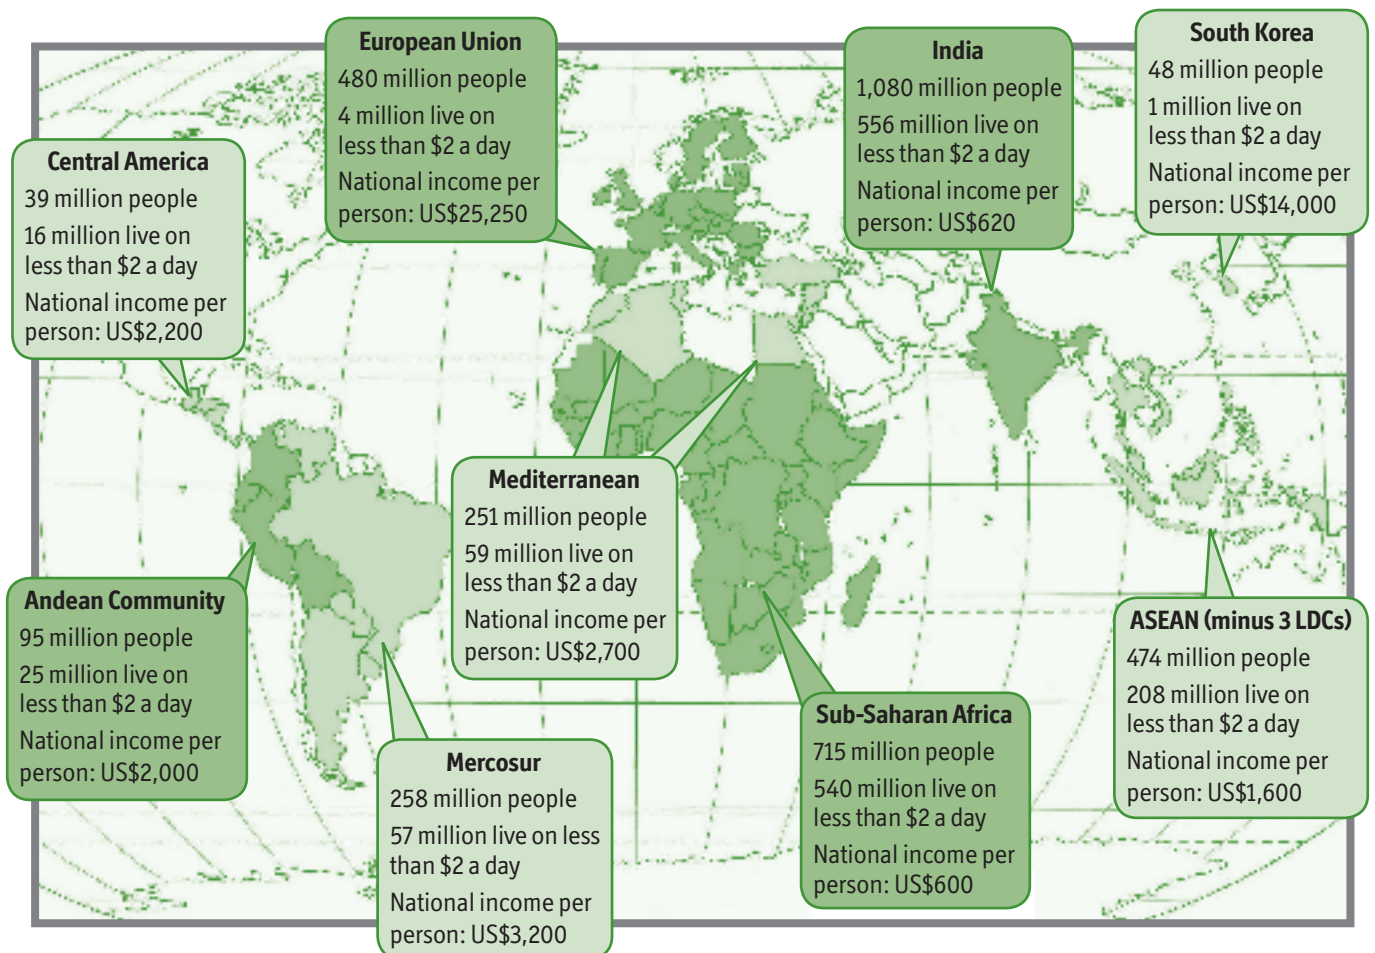 European Union
480 million people
4 million live on
less than $2 a day
National income per
person: US$25,250
India
1,080 million people
556 million live on
less than $2 a day
National income per
person: US$620
South Korea
48 million people
1 million live on
less than $2 a day
National income per
person: US$14,000
Central America
39 million people
16 million live on
less than $2 a day
National income per
person: US$2,200
Mediterranean
251 million people
59 million live on
less than $2 a day
National income per
person: US$2,700
Andean Community
95 million people
25 million live on
less than $2 a day
National income per
person: US$2,000
ASEAN (minus 3 LDCs)
474 million people
208 million live on
less than $2 a day
National income per
person: US$1,600
Sub-Saharan Africa
715 million people
540 million live on
less than $2 a day
National income per
person: US$600
Mercosur
258 million people
57 million live on less
than $2 a day
National income per
person: US$3,200